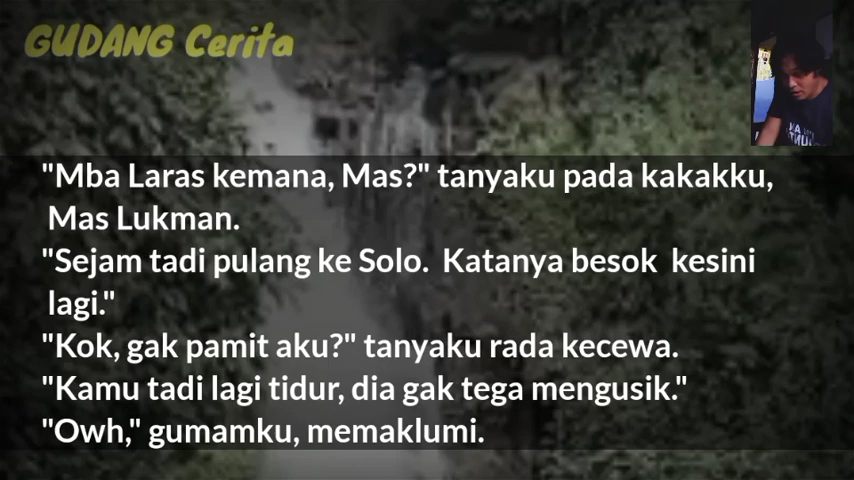 GUDANG Cerita
"Mba Laras kemana, Mas?" tanyaku pada kakakku,
Mas Lukman.
"Sejam tadi pulang ke Solo.  Katanya besok  kesini
lagi."
"Kok, gak pamit aku?" tanyaku rada kecewa.
"Kamu tadi lagi tidur, dia gak tega mengusik."
"Owh," gumamku, memaklumi.